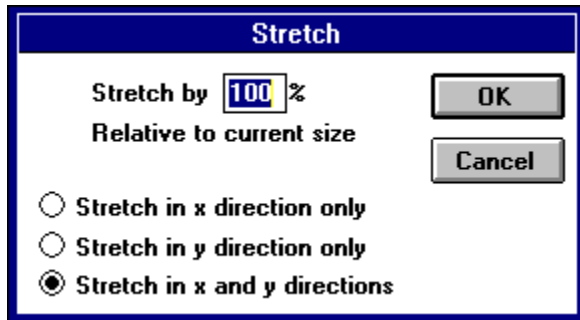 Stretch
Stretch by 100 %
Relative to current size
OK
Cancel
Stretch in x direction only
Stretch in y direction only
Stretch in x and y directions